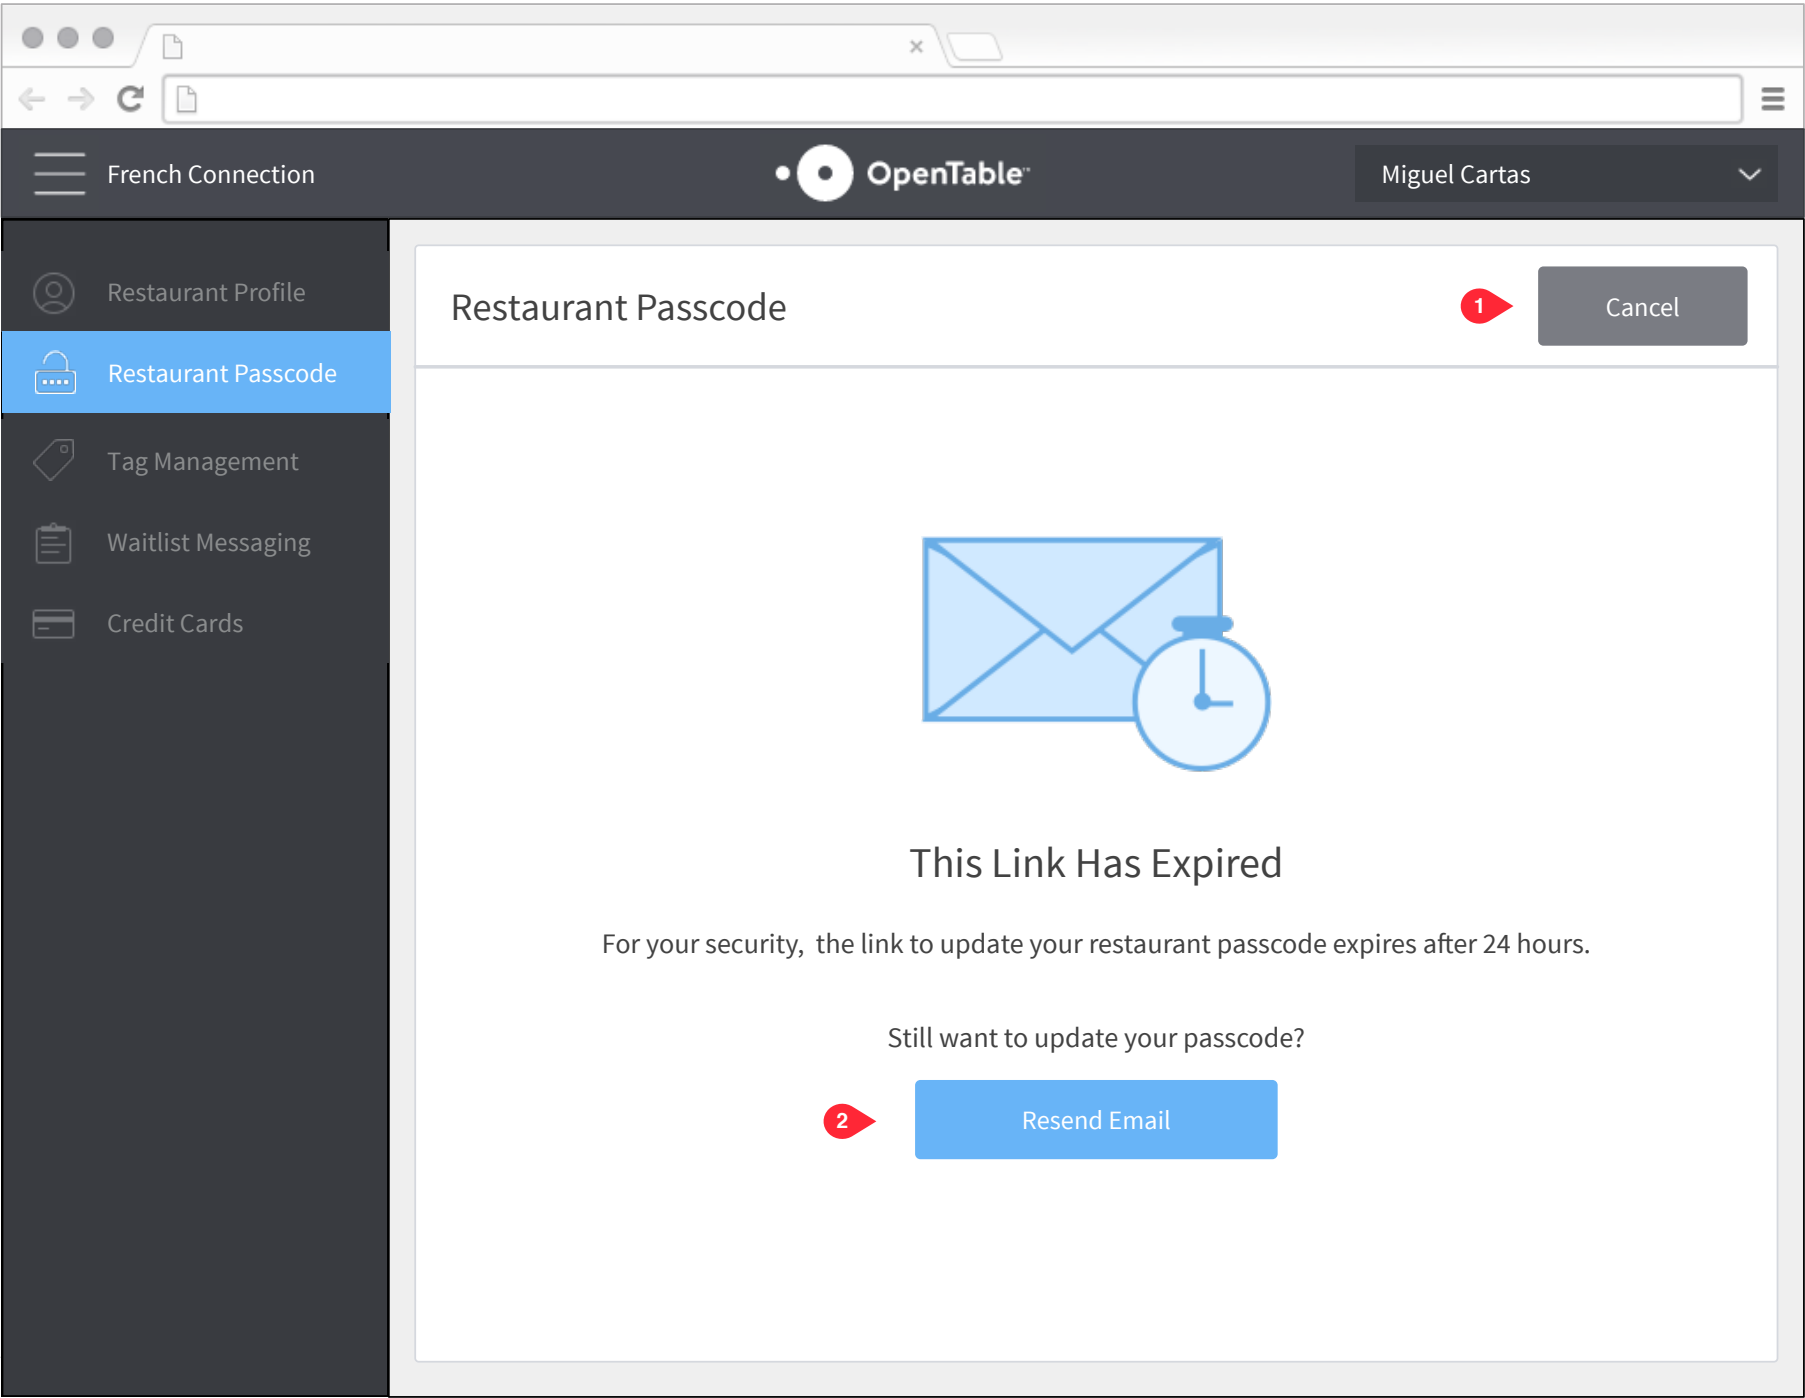 French Connection
OpenTable™
Miguel Cartas
Restaurant Profile
Restaurant Passcode
Tag Management
Waitlist Messaging
Credit Cards
Restaurant Passcode
1
Cancel
This Link Has Expired
For your security,  the link to update your restaurant passcode expires after 24 hours.
Still want to update your passcode?
2
Resend Email